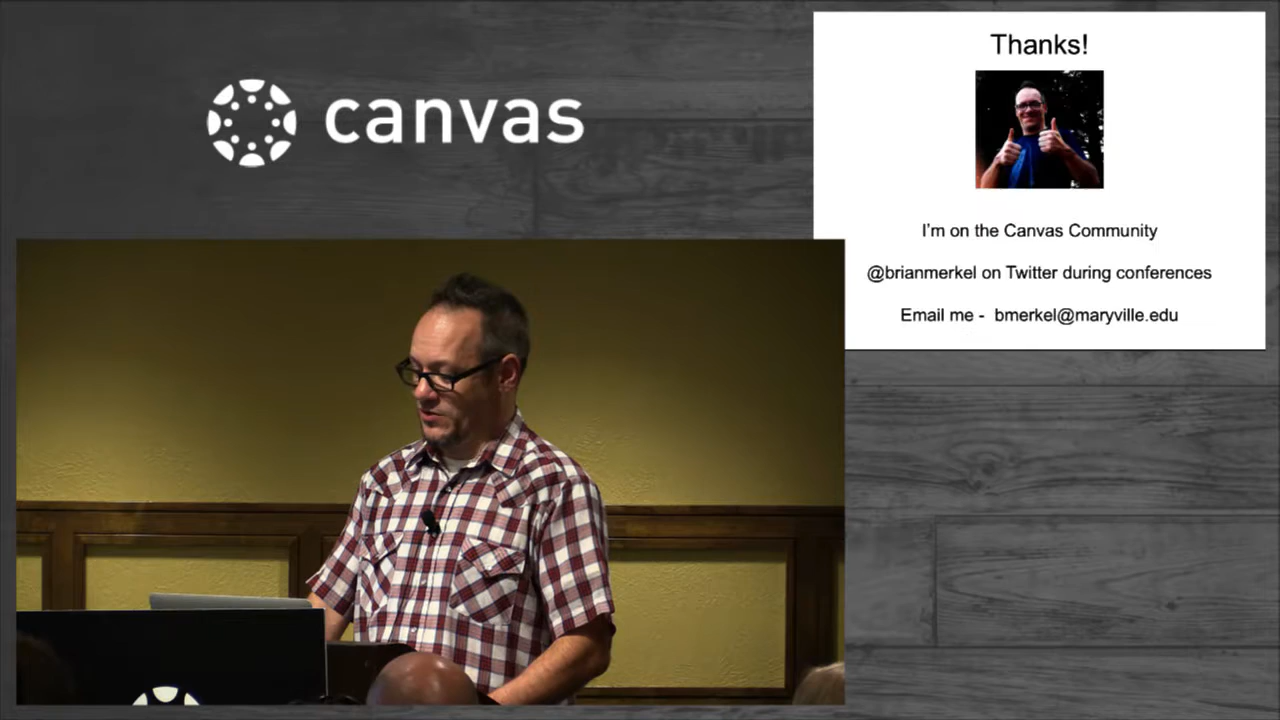 canvas
Thanks!
I'm on the Canvas Community
@brianmerkel on Twitter during conferences
Email me - bmerkel@maryville.edu